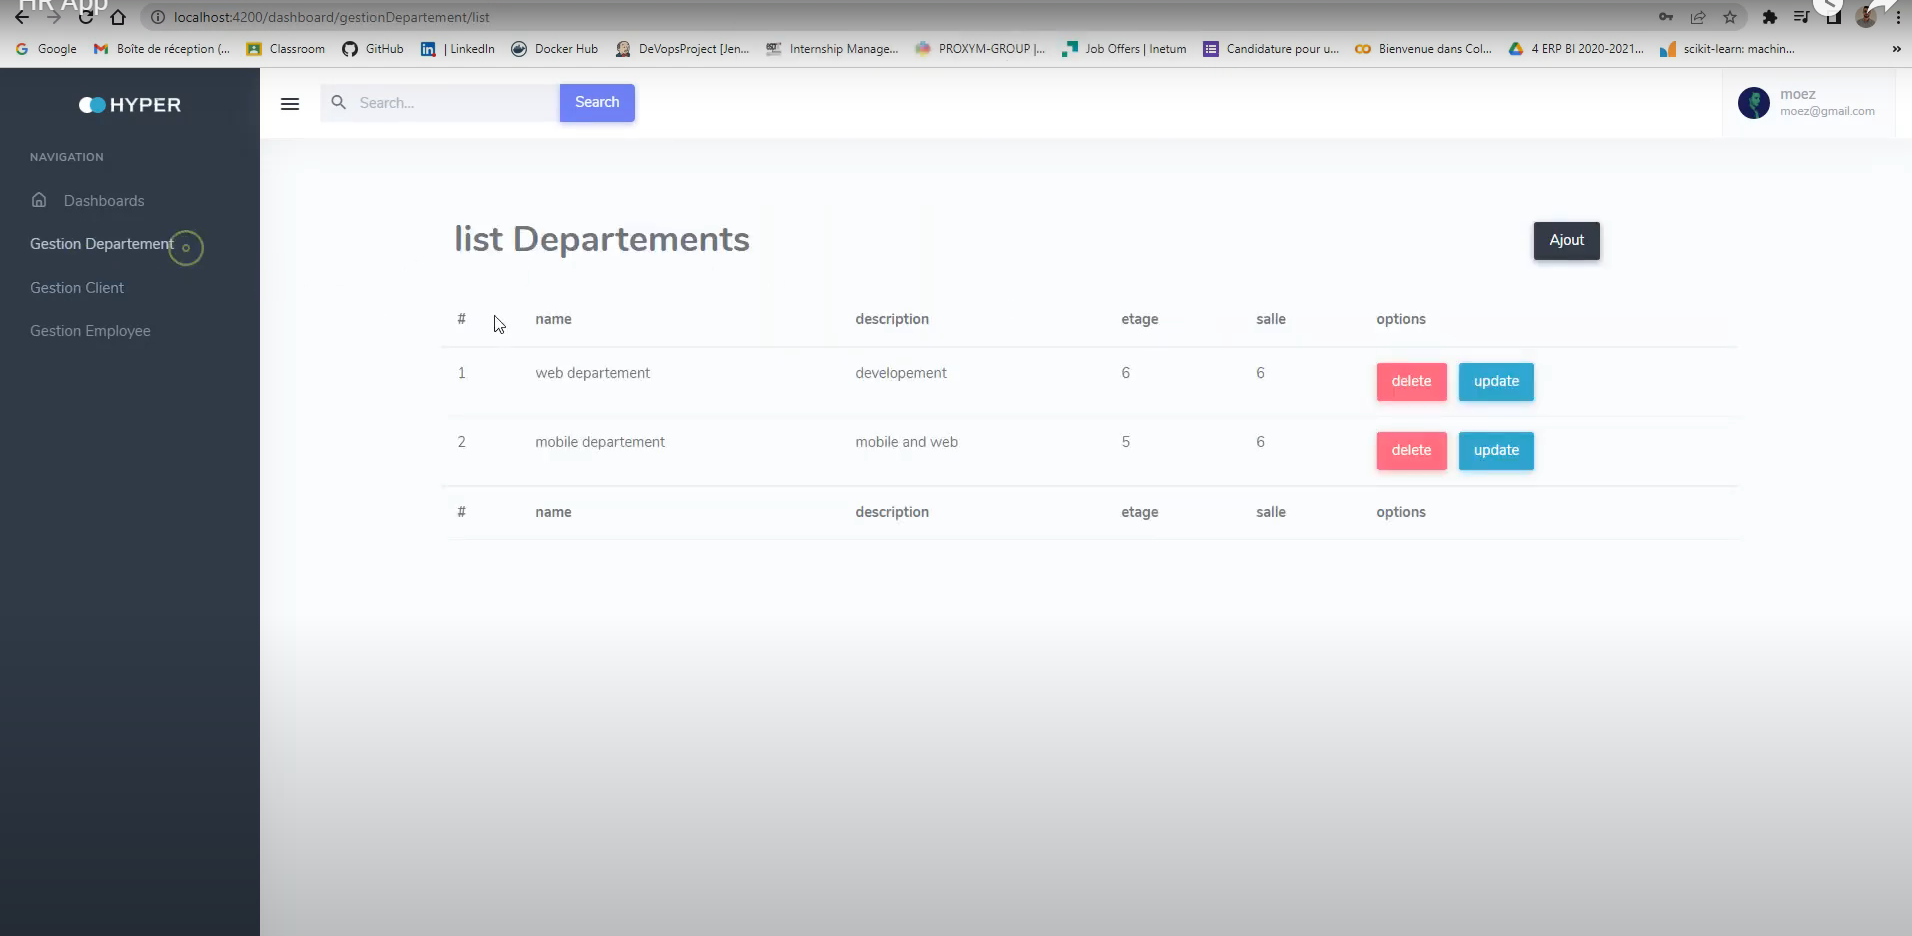 HR App
localhost:4200/dashboard/gestionDepartement/list
Google Boîte de réception (... Classroom GitHub | LinkedIn Docker Hub DeVopsProject [Jen... Internship Manage... PROXYM-GROUP |... Job Offers | Inetum Candidature pour u... Bienvenue dans Col... 4 ERP BI 2020-2021... scikit-learn: machin... »
HYPER
Search...
Search
moez
moez@gmail.com
NAVIGATION
Dashboards
Gestion Departement
Gestion Client
Gestion Employee
list Departements
Ajout
# name description etage salle options
1 web departement developement 6 6 delete update
2 mobile departement mobile and web 5 6 delete update
# name description etage salle options